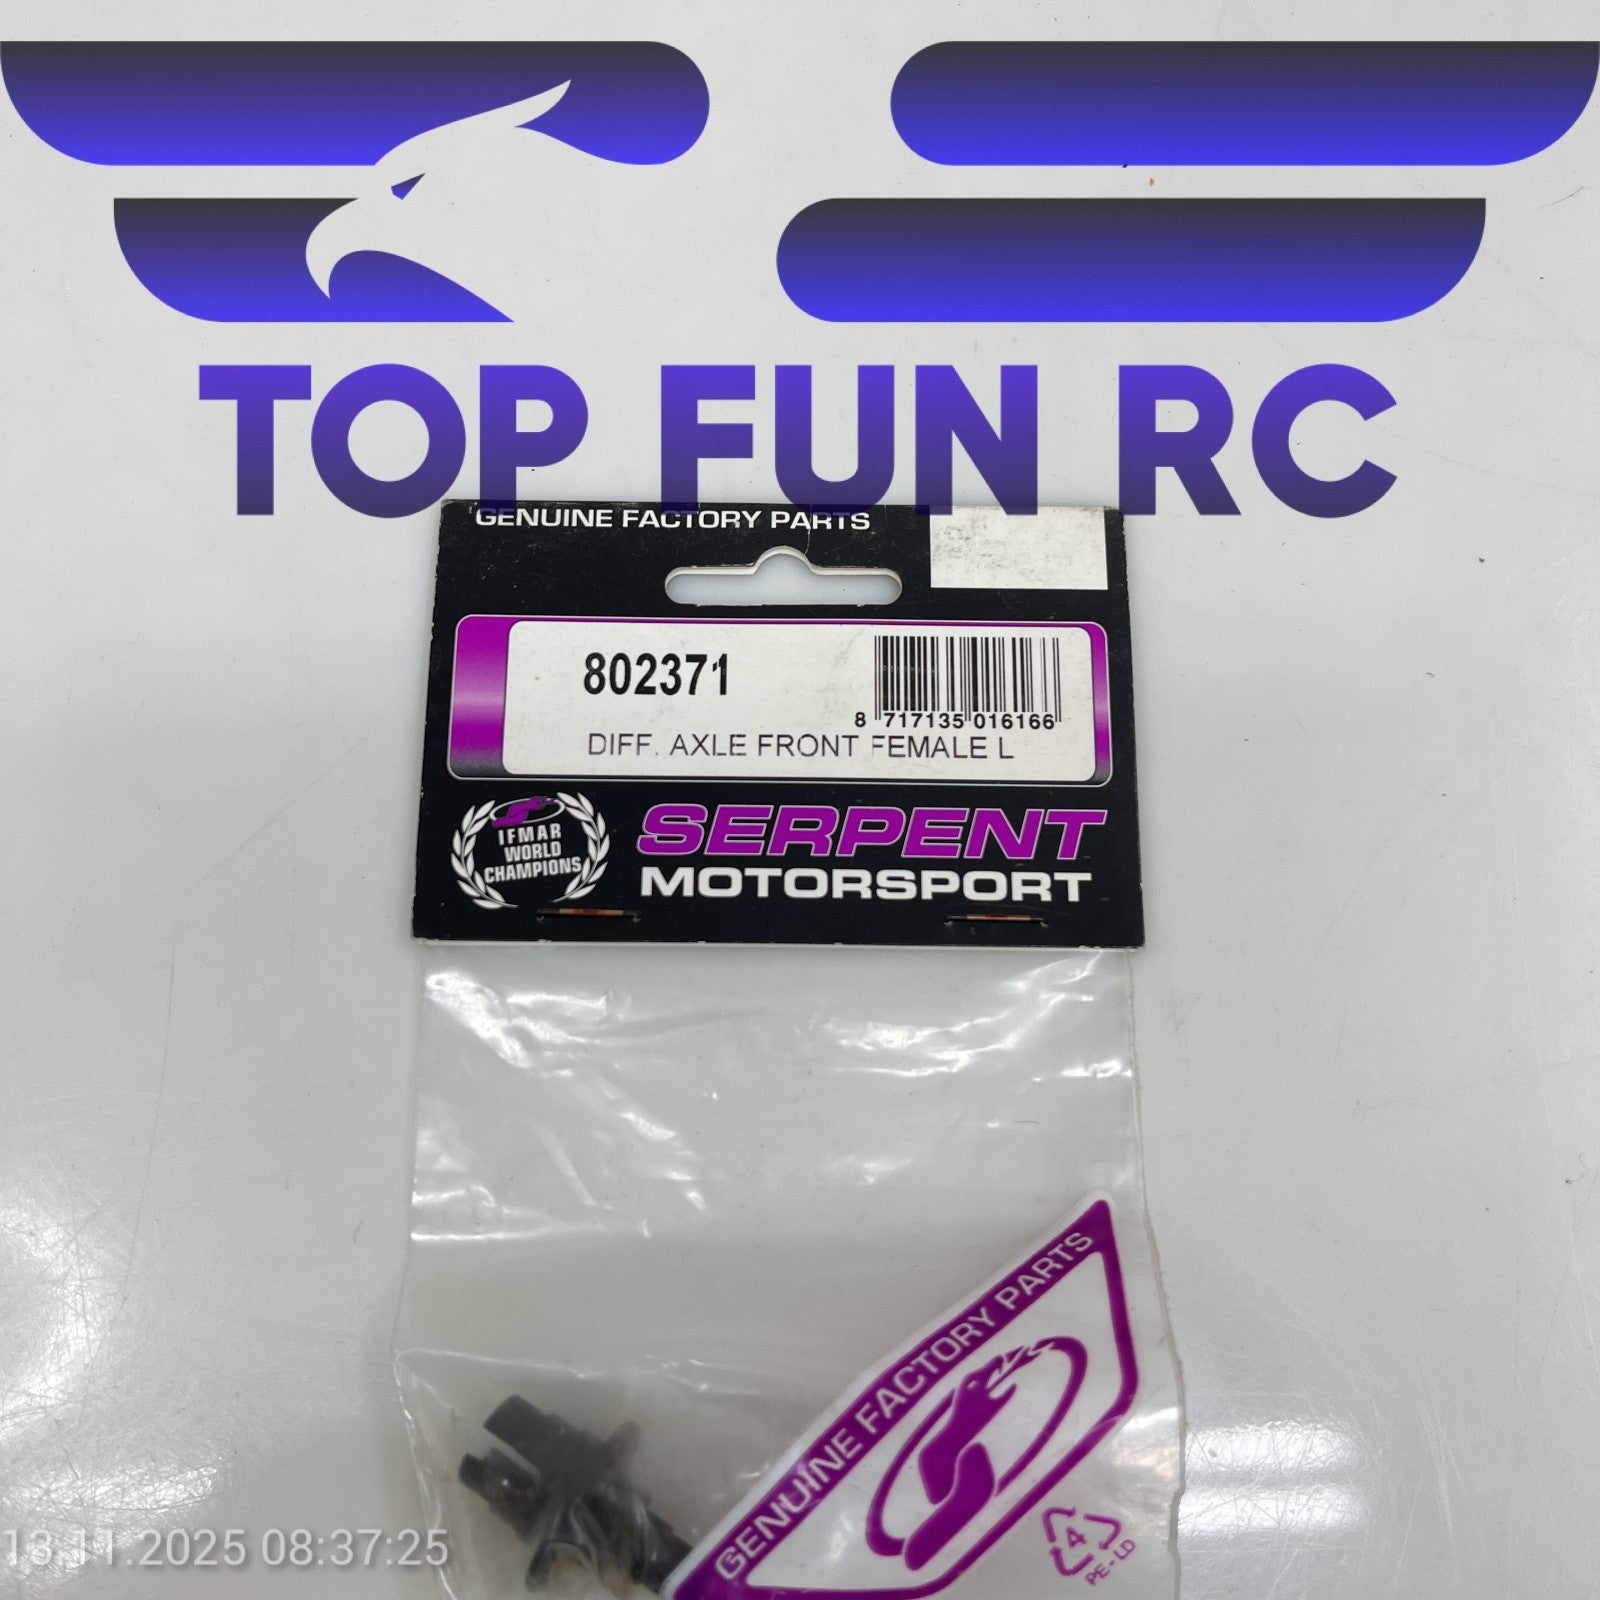 TOP FUN RC
GENUINE FACTORY PARTS
802371
8 717135 016166
DIFF. AXLE FRONT FEMALE L
IFMAR
WORLD
CHAMPIONS
SERPENT
MOTORSPORT
GENUINE FACTORY PARTS
4
PE-LD
13.11.2025 08:37:25